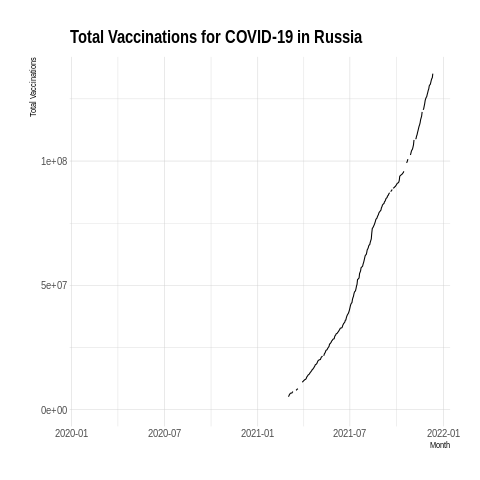 Total Vaccinations for COVID-19 in Russia
Total Vaccinations
1e+08
5e+07
0e+00
2020-01 2020-07 2021-01 2021-07 2022-01
Month